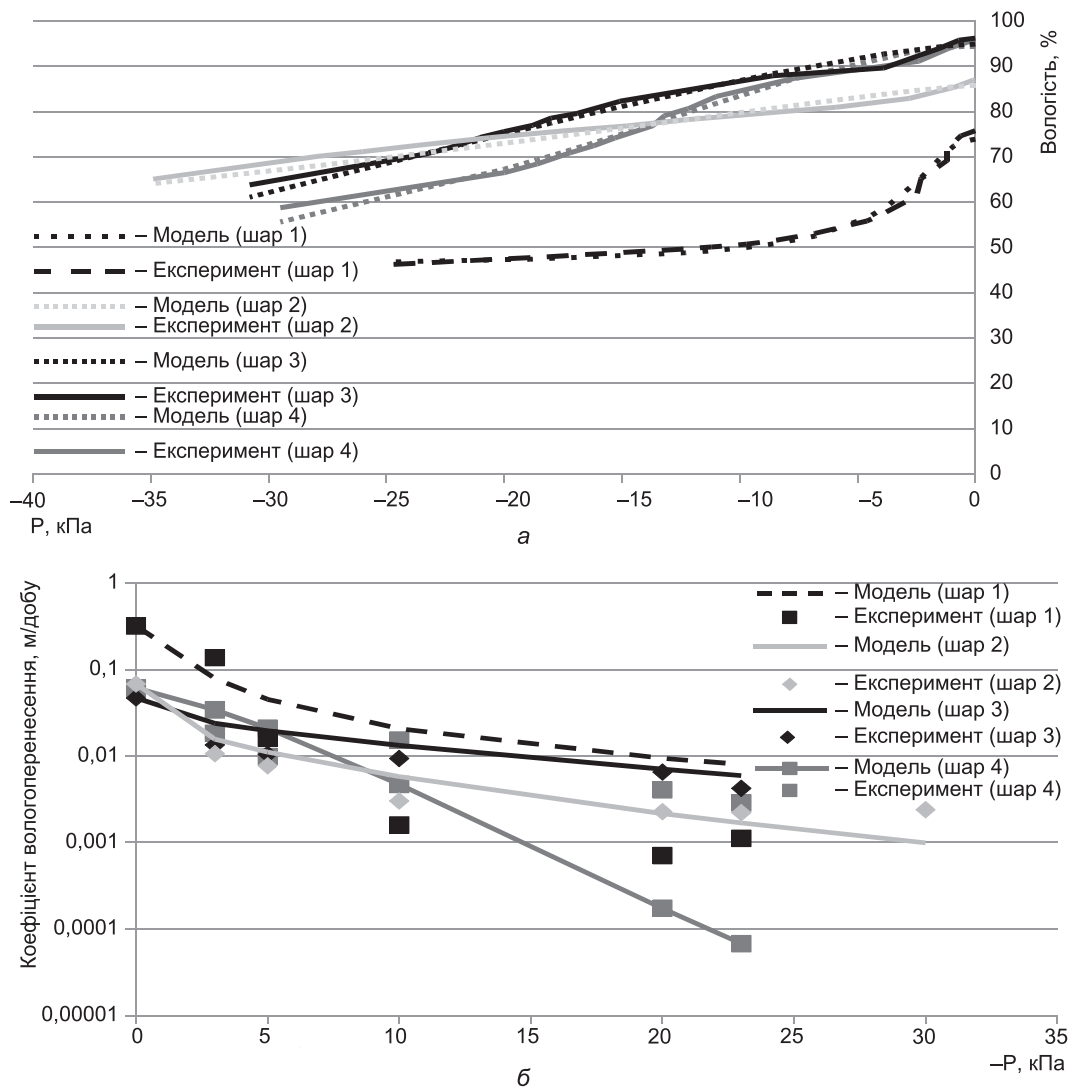 100
90
80
70
60
50
40
30
20
10
0
Вологість, %
– Модель (шар 1)
– Експеримент (шар 1)
– Модель (шар 2)
– Експеримент (шар 2)
– Модель (шар 3)
– Експеримент (шар 3)
– Модель (шар 4)
– Експеримент (шар 4)
–40 –35 –30 –25 –20 –15 –10 –5 0
Р, кПа
а
Коефіцієнт вологоперенесення, м/добу
1
0,1
0,01
0,001
0,0001
0,00001
– Модель (шар 1)
– Експеримент (шар 1)
– Модель (шар 2)
– Експеримент (шар 2)
– Модель (шар 3)
– Експеримент (шар 3)
– Модель (шар 4)
– Експеримент (шар 4)
0 5 10 15 20 25 30 35
–Р, кПа
б